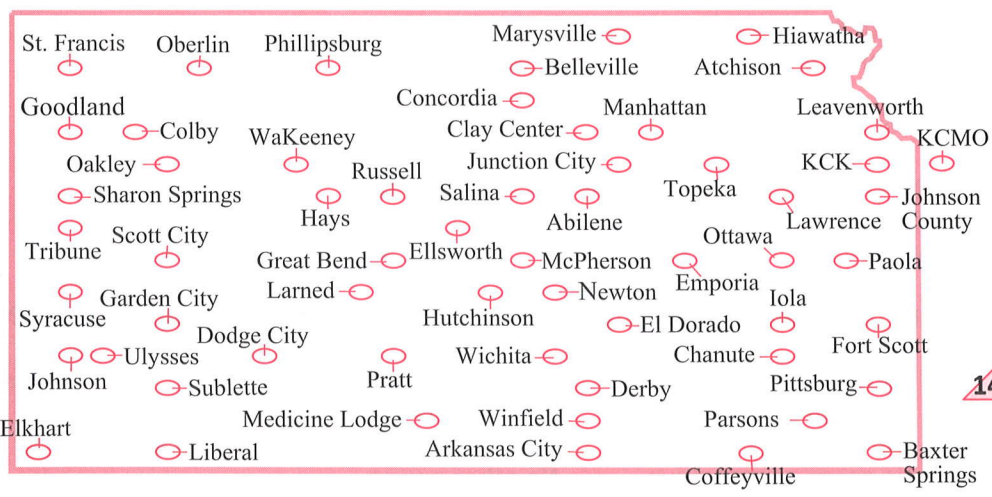 Marysville
Hiawatha
St. Francis
Oberlin
Phillipsburg
Belleville
Atchison
Concordia
Goodland
Manhattan
Leavenworth
Colby
WaKeeney
Clay Center
KCMO
Oakley
Russell
Junction City
Topeka
KCK
Sharon Springs
Hays
Salina
Abilene
Lawrence
Johnson
County
Tribune
Scott City
Ellsworth
Ottawa
Great Bend
McPherson
Emporia
Paola
Syracuse
Garden City
Larned
Hutchinson
Newton
Iola
Dodge City
El Dorado
Fort Scott
Johnson
Ulysses
Pratt
Wichita
Chanute
Sublette
Derby
Pittsburg
Elkhart
Medicine Lodge
Winfield
Parsons
Liberal
Arkansas City
Coffeyville
Baxter
Springs
14